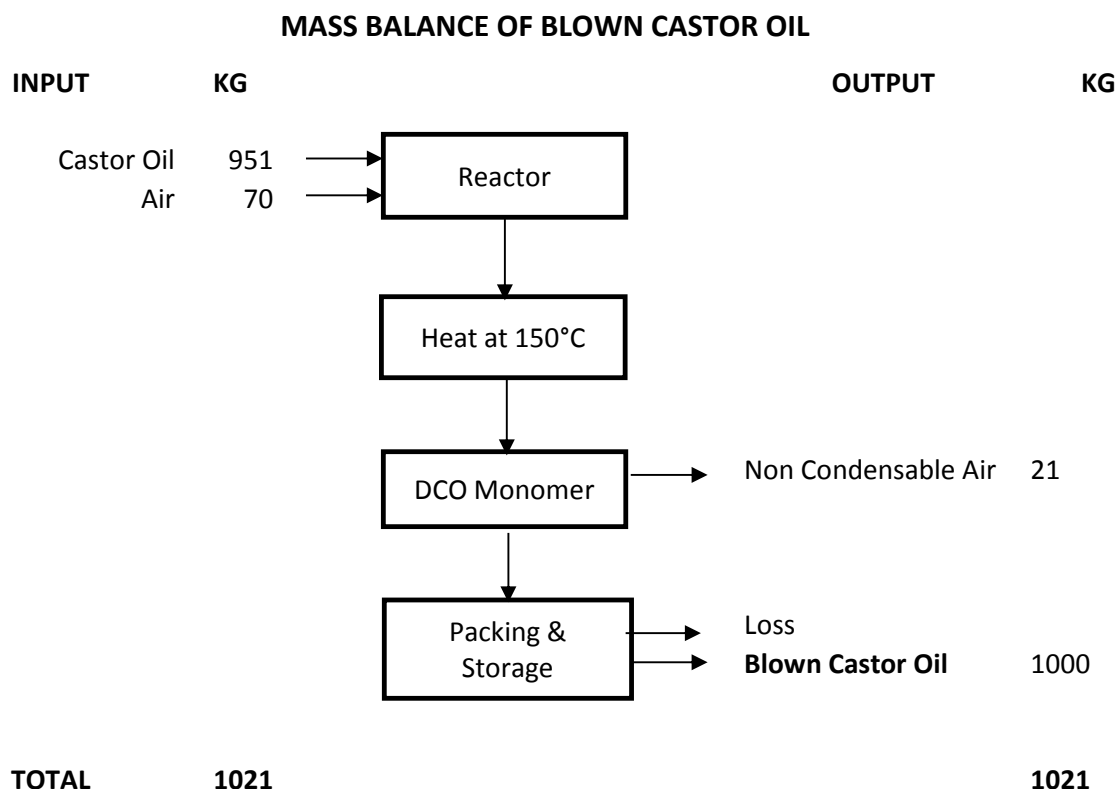 MASS BALANCE OF BLOWN CASTOR OIL
INPUT KG OUTPUT KG
Castor Oil 951
Air 70
Reactor
Heat at 150°C
DCO Monomer
Non Condensable Air 21
Packing &
Storage
Loss
Blown Castor Oil 1000
TOTAL 1021 1021